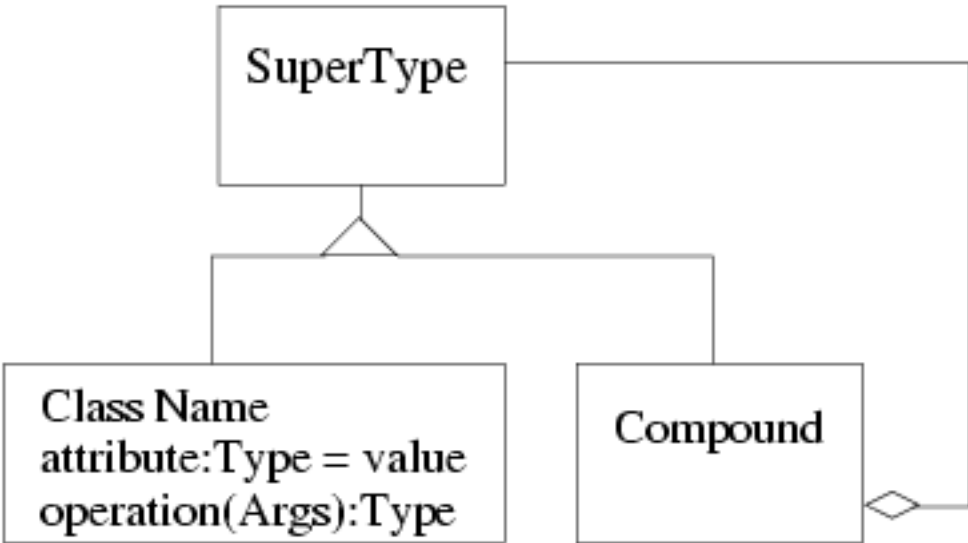 SuperType
Class Name
attribute:Type = value
operation(Args):Type
Compound